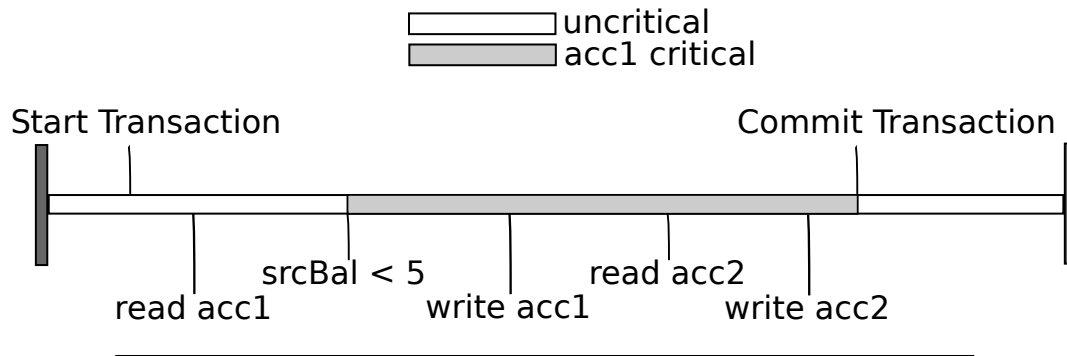 uncritical
acc1 critical
Start Transaction
Commit Transaction
srcBal < 5
read acc2
read acc1
write acc1
write acc2